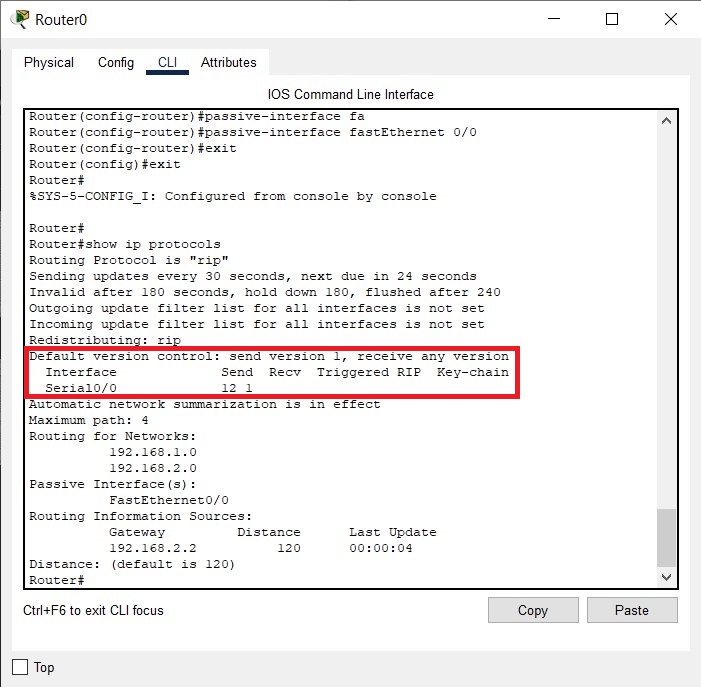 Router0
Physical Config CLI Attributes
IOS Command Line Interface
Router(config-router)#passive-interface fa
Router(config-router)#passive-interface fastEthernet 0/0
Router(config-router)#exit
Router(config)#exit
Router#
%SYS-5-CONFIG_I: Configured from console by console
Router#
Router#show ip protocols
Routing Protocol is "rip"
Sending updates every 30 seconds, next due in 24 seconds
Invalid after 180 seconds, hold down 180, flushed after 240
Outgoing update filter list for all interfaces is not set
Incoming update filter list for all interfaces is not set
Redistributing: rip
Default version control: send version 1, receive any version
Interface Send Recv Triggered RIP Key-chain
Serial0/0 12 1
Automatic network summarization is in effect
Maximum path: 4
Routing for Networks:
192.168.1.0
192.168.2.0
Passive Interface(s):
FastEthernet0/0
Routing Information Sources:
Gateway Distance Last Update
192.168.2.2 120 00:00:04
Distance: (default is 120)
Router#
Ctrl+F6 to exit CLI focus
Copy Paste
Top